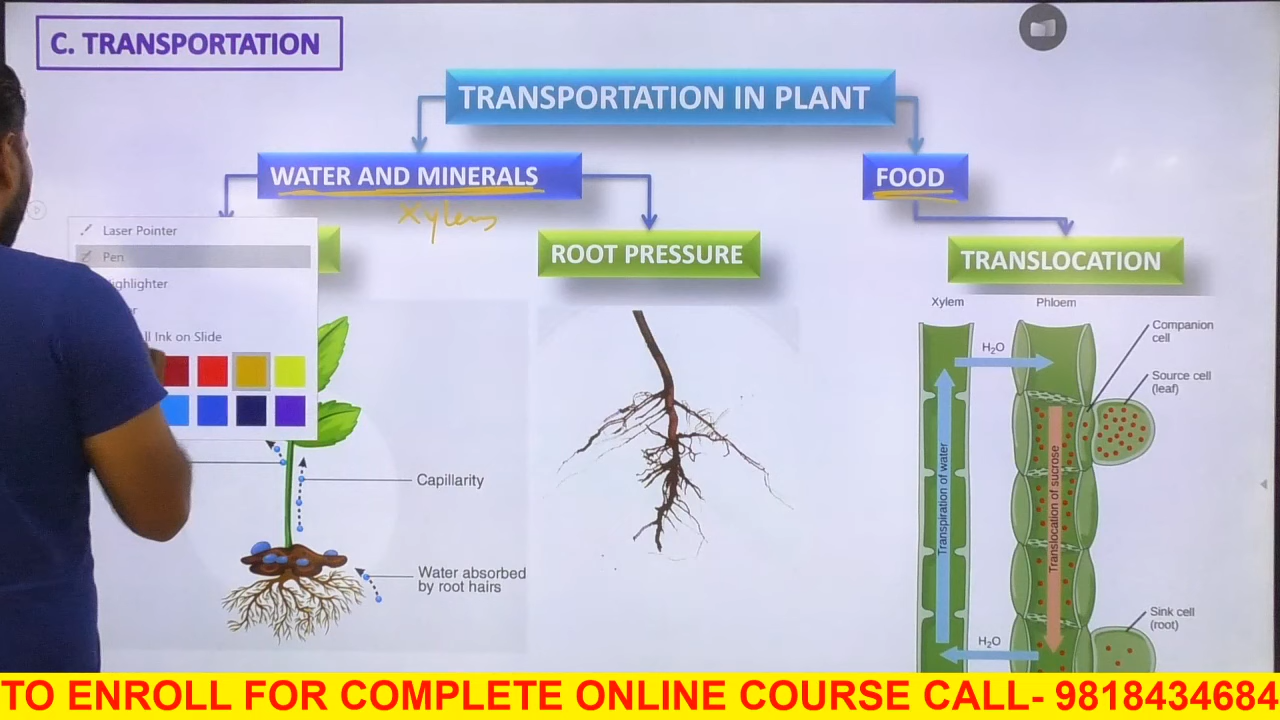 C. TRANSPORTATION
TRANSPORTATION IN PLANT
WATER AND MINERALS
FOOD
Xylem
Laser Pointer
Pen
ighlighter
r
ll Ink on Slide
ROOT PRESSURE
TRANSLOCATION
Xylem
Phloem
Companion
cell
H₂O
Source cell
(leaf)
Transpiration of water
Translocation of sucrose
Capillarity
Water absorbed
by root hairs
Sink cell
(root)
H₂O
TO ENROLL FOR COMPLETE ONLINE COURSE CALL- 9818434684